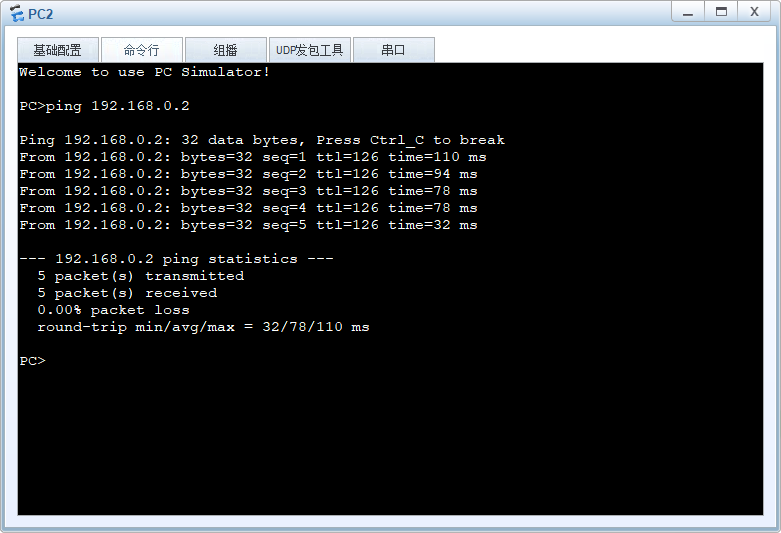 PC2
基础配置 命令行 组播 UDP发包工具 串口
Welcome to use PC Simulator!
PC>ping 192.168.0.2
Ping 192.168.0.2: 32 data bytes, Press Ctrl_C to break
From 192.168.0.2: bytes=32 seq=1 ttl=126 time=110 ms
From 192.168.0.2: bytes=32 seq=2 ttl=126 time=94 ms
From 192.168.0.2: bytes=32 seq=3 ttl=126 time=78 ms
From 192.168.0.2: bytes=32 seq=4 ttl=126 time=78 ms
From 192.168.0.2: bytes=32 seq=5 ttl=126 time=32 ms
--- 192.168.0.2 ping statistics ---
5 packet(s) transmitted
5 packet(s) received
0.00% packet loss
round-trip min/avg/max = 32/78/110 ms
PC>